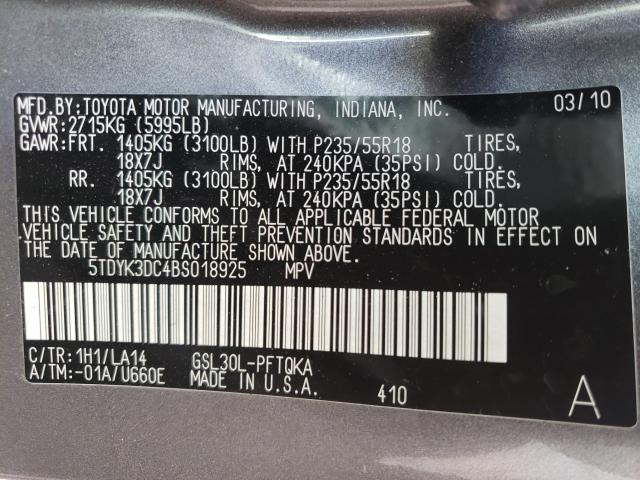 MFD.BY:TOYOTA MOTOR MANUFACTURING, INDIANA, INC. 03/10
GVWR:2715KG (5995LB)
GAWR:FRT. 1405KG (3100LB) WITH P235/55R18 TIRES,
18X7J RIMS, AT 240KPA (35PSI) COLD.
RR. 1405KG (3100LB) WITH P235/55R18 TIRES,
18X7J RIMS, AT 240KPA (35PSI) COLD.
THIS VEHICLE CONFORMS TO ALL APPLICABLE FEDERAL MOTOR
VEHICLE SAFETY AND THEFT PREVENTION STANDARDS IN EFFECT ON
THE DATE OF MANUFACTURE SHOWN ABOVE.
5TDYK3DC4BS018925 MPV
C/TR:1H1/LA14 GSL30L-PFTQKA
A/TM:-01A/U660E MADE IN U.S.A. 410 A